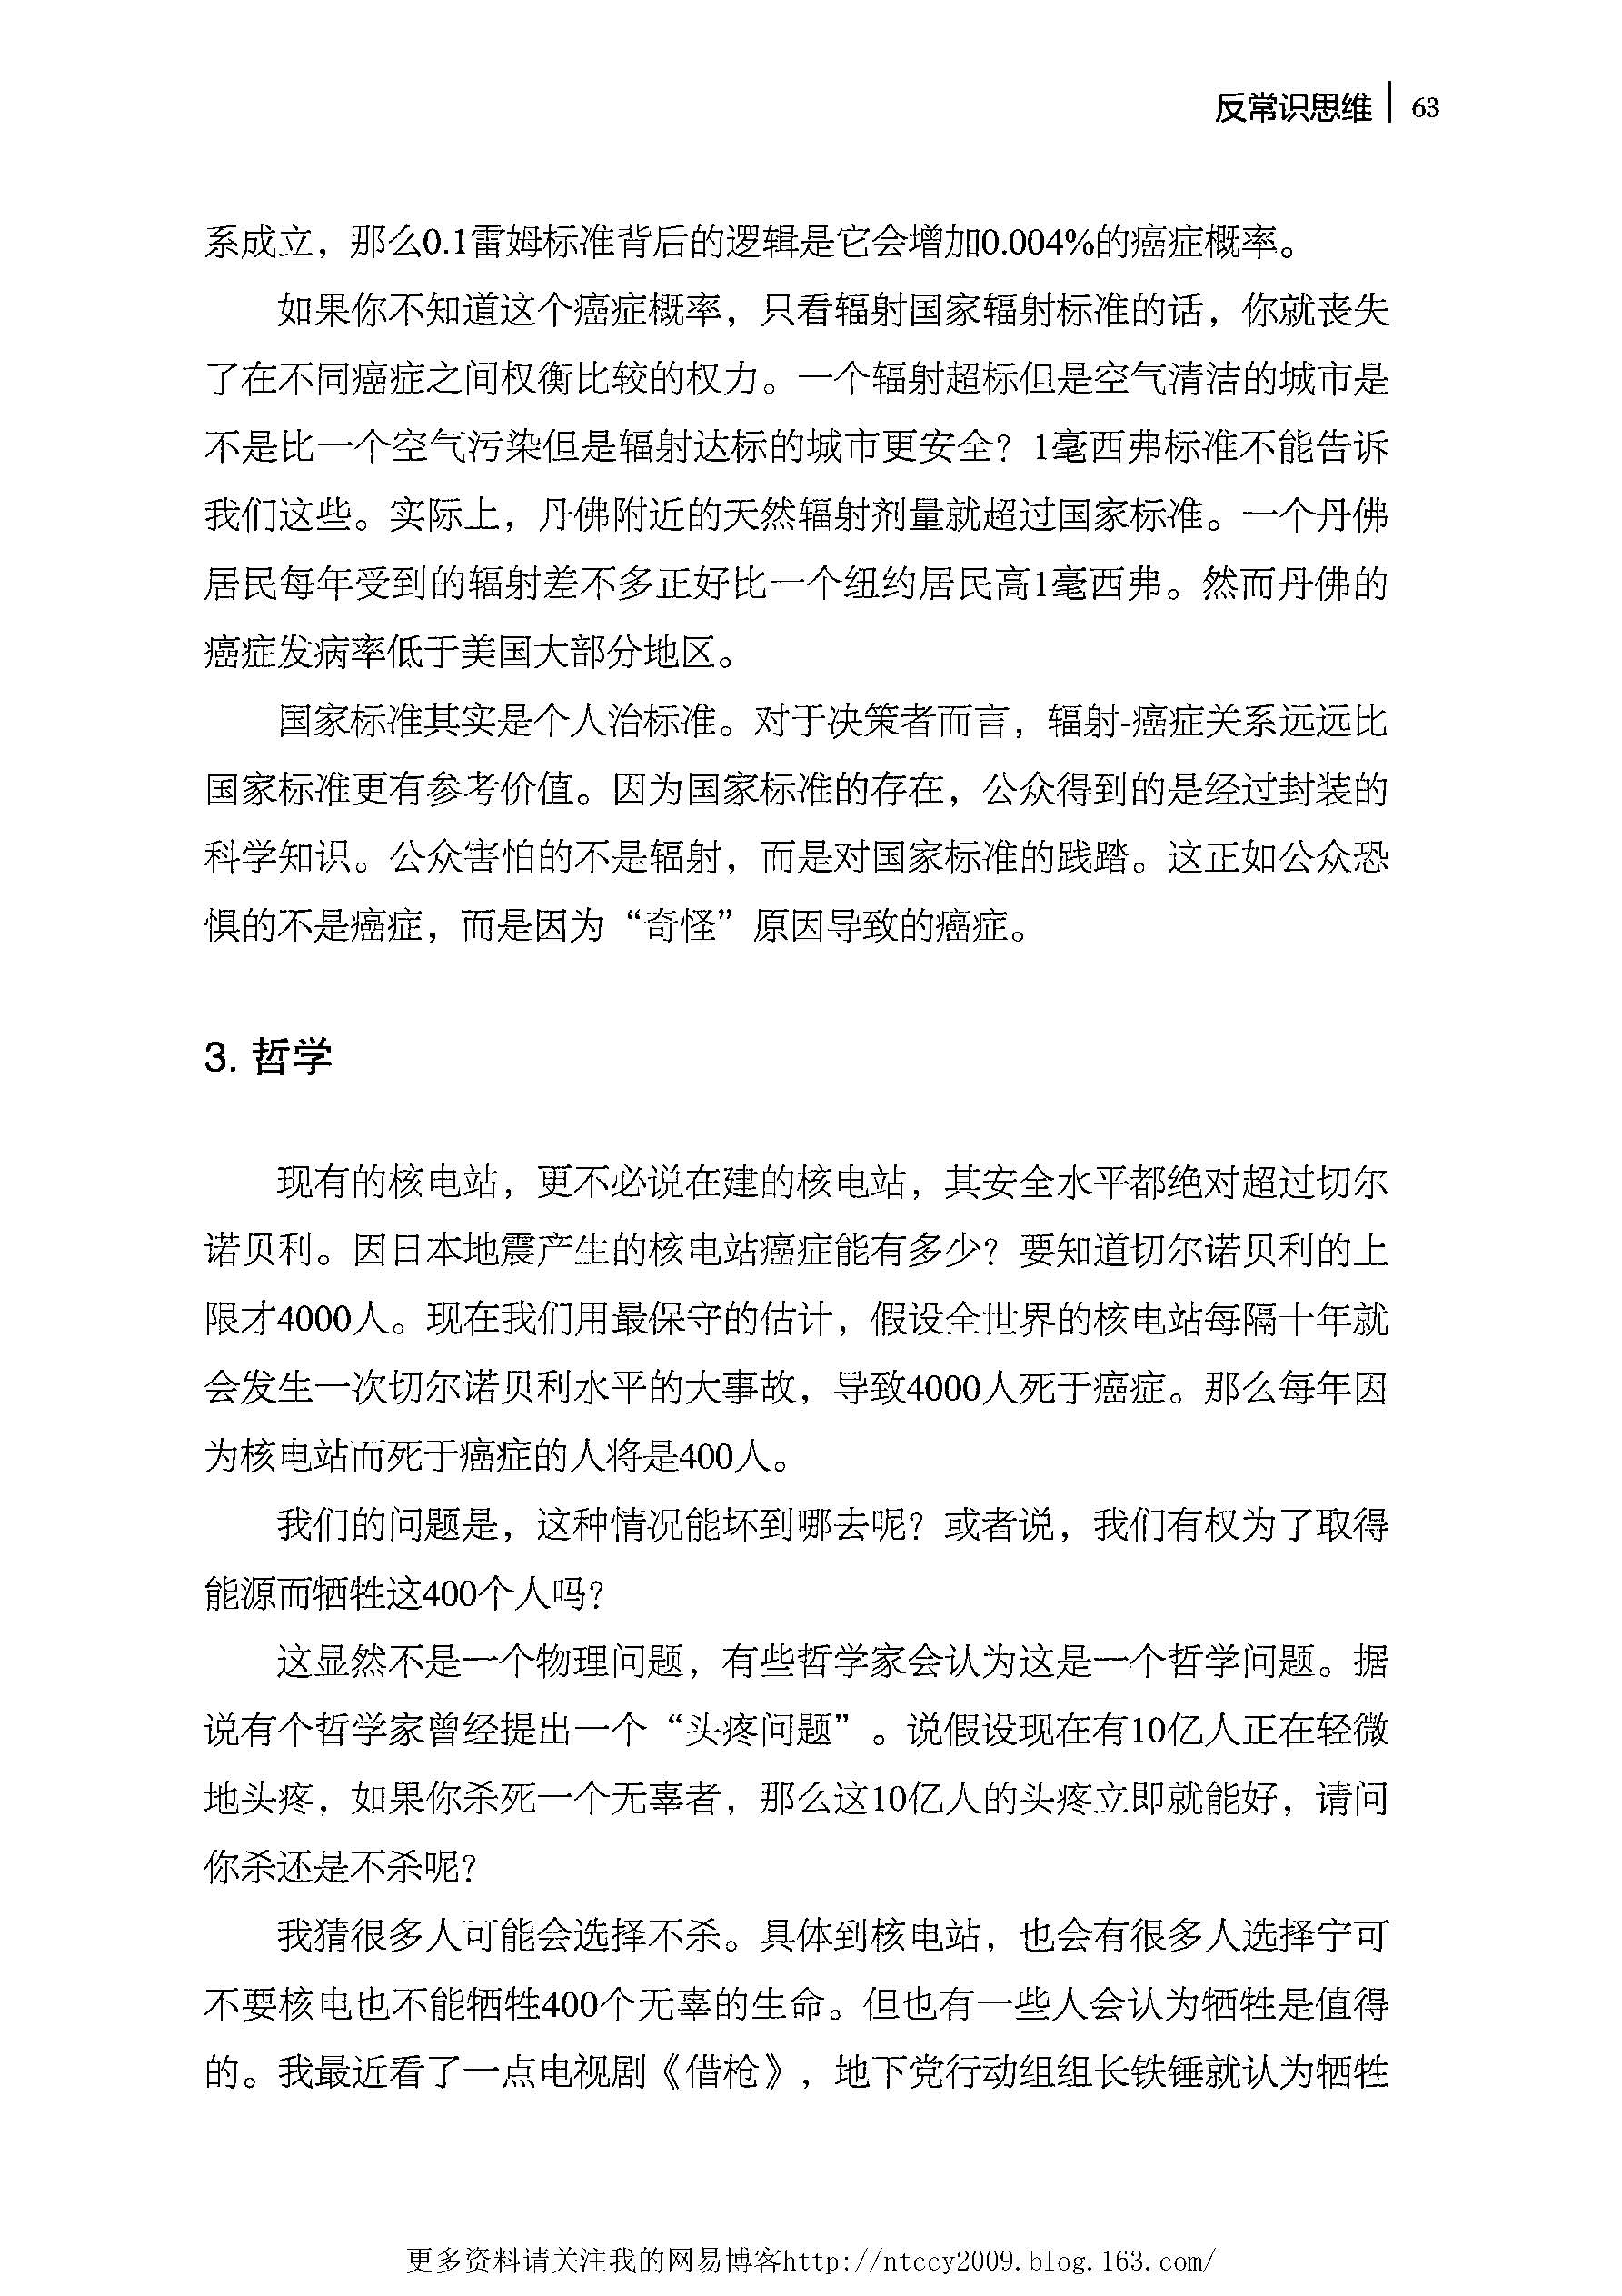 反常识思维 63
系成立，那么0.1雷姆标准背后的逻辑是它会增加0.004%的癌症概率。
如果你不知道这个癌症概率，只看辐射国家辐射标准的话，你就丧失
了在不同癌症之间权衡比较的权力。一个辐射超标但是空气清洁的城市是
不是比一个空气污染但是辐射达标的城市更安全？1毫西弗标准不能告诉
我们这些。实际上，丹佛附近的天然辐射剂量就超过国家标准。一个丹佛
居民每年受到的辐射差不多正好比一个纽约居民高1毫西弗。然而丹佛的
癌症发病率低于美国大部分地区。
国家标准其实是个人治标准。对于决策者而言，辐射-癌症关系远远比
国家标准更有参考价值。因为国家标准的存在，公众得到的是经过封装的
科学知识。公众害怕的不是辐射，而是对国家标准的践踏。这正如公众恐
惧的不是癌症，而是因为“奇怪”原因导致的癌症。
3. 哲学
现有的核电站，更不必说在建的核电站，其安全水平都绝对超过切尔
诺贝利。因日本地震产生的核电站癌症能有多少？要知道切尔诺贝利的上
限才4000人。现在我们用最保守的估计，假设全世界的核电站每隔十年就
会发生一次切尔诺贝利水平的大事故，导致4000人死于癌症。那么每年因
为核电站而死于癌症的人将是400人。
我们的问题是，这种情况能坏到哪去呢？或者说，我们有权为了取得
能源而牺牲这400个人吗？
这显然不是一个物理问题，有些哲学家会认为这是一个哲学问题。据
说有个哲学家曾经提出一个“头疼问题”。说假设现在有10亿人正在轻微
地头疼，如果你杀死一个无辜者，那么这10亿人的头疼立即就能好，请问
你杀还是不杀呢？
我猜很多人可能会选择不杀。具体到核电站，也会有很多人选择宁可
不要核电也不能牺牲400个无辜的生命。但也有一些人会认为牺牲是值得
的。我最近看了一点电视剧《借枪》，地下党行动组组长铁锤就认为牺牲
更多资料请关注我的网易博客http://ntccy2009.blog.163.com/